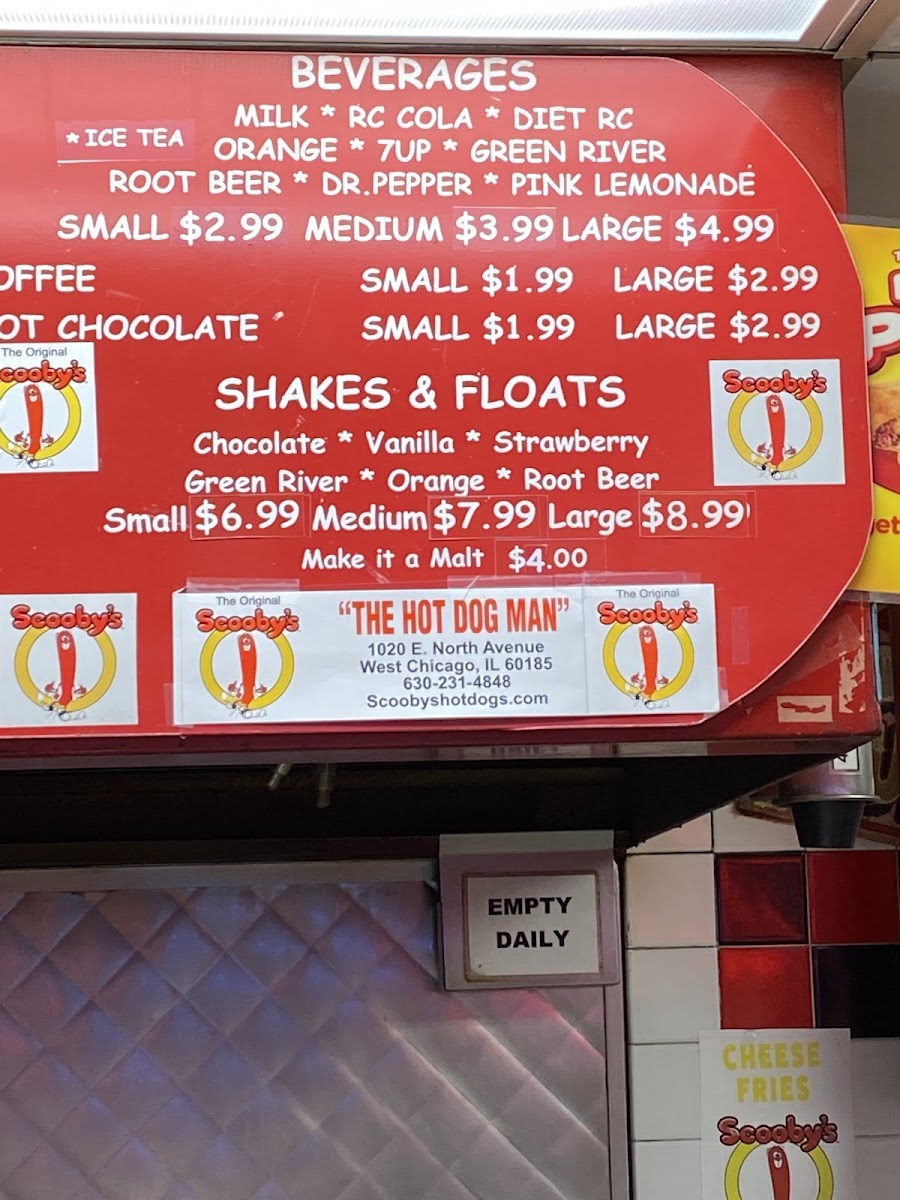 BEVERAGES
MILK * RC COLA * DIET RC
* ICE TEA
ORANGE * 7UP * GREEN RIVER
ROOT BEER * DR.PEPPER * PINK LEMONADE
SMALL $2.99 MEDIUM $3.99 LARGE $4.99
OFFEE SMALL $1.99 LARGE $2.99
OT CHOCOLATE SMALL $1.99 LARGE $2.99
The Original
Scooby's
SHAKES & FLOATS
Scooby's
Chocolate * Vanilla * Strawberry
Green River * Orange * Root Beer
Small $6.99 Medium $7.99 Large $8.99
Make it a Malt $4.00
Scooby's
The Original
Scooby's
"THE HOT DOG MAN"
1020 E. North Avenue
West Chicago, IL 60185
630-231-4848
Scoobyshotdogs.com
The Original
Scooby's
EMPTY
DAILY
CHEESE
FRIES
Scooby's